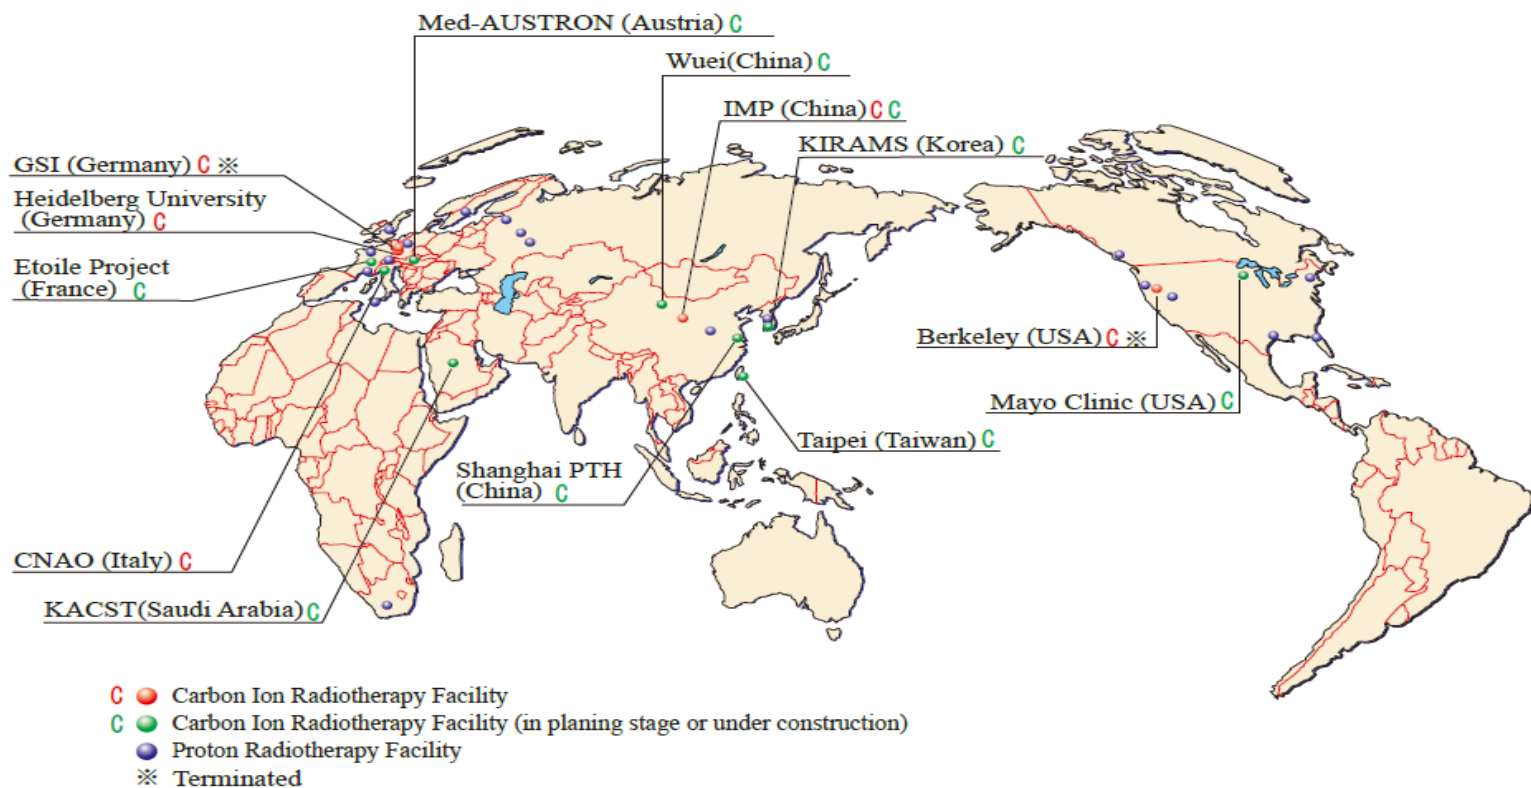 Med-AUSTRON (Austria) C
Wuei(China) C
IMP (China) C C
KIRAMS (Korea) C
GSI (Germany) C ※
Heidelberg University
(Germany) C
Etoile Project
(France) C
Berkeley (USA) C ※
Mayo Clinic (USA) C
Taipei (Taiwan) C
Shanghai PTH
(China) C
CNAO (Italy) C
KACST(Saudi Arabia) C
C Carbon Ion Radiotherapy Facility
C Carbon Ion Radiotherapy Facility (in planing stage or under construction)
Proton Radiotherapy Facility
※ Terminated